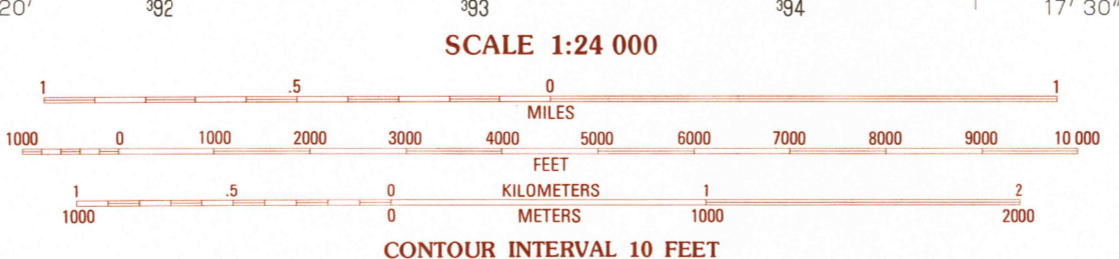 20' ³92 ³93 ³94 17' 30"
SCALE 1:24 000
1 .5 0 1
MILES
1000 0 1000 2000 3000 4000 5000 6000 7000 8000 9000 10 000
FEET
1 .5 0 KILOMETERS 1 2
1000 0 METERS 1000 2000
CONTOUR INTERVAL 10 FEET